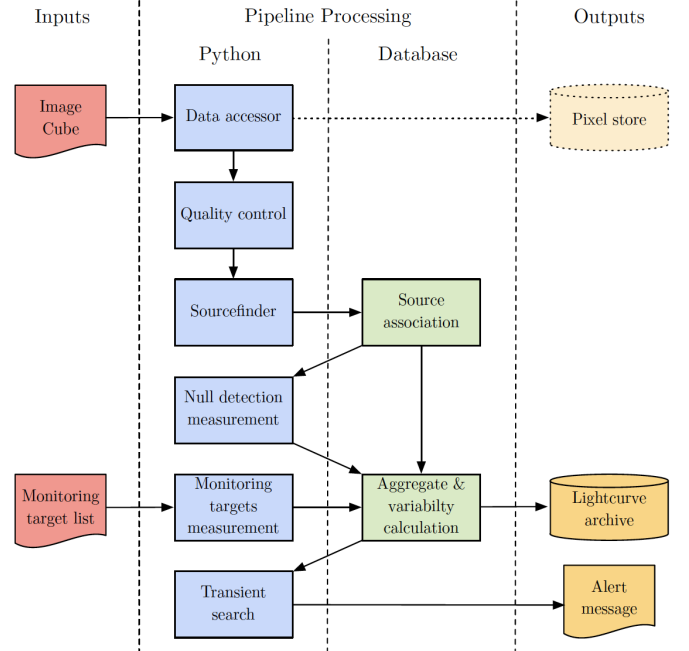 Inputs
Pipeline Processing
Outputs
Python
Database
Image
Cube
Data accessor
Pixel store
Quality control
Sourcefinder
Source
association
Null detection
measurement
Monitoring
target list
Monitoring
targets
measurement
Aggregate &
variabilty
calculation
Lightcurve
archive
Transient
search
Alert
message